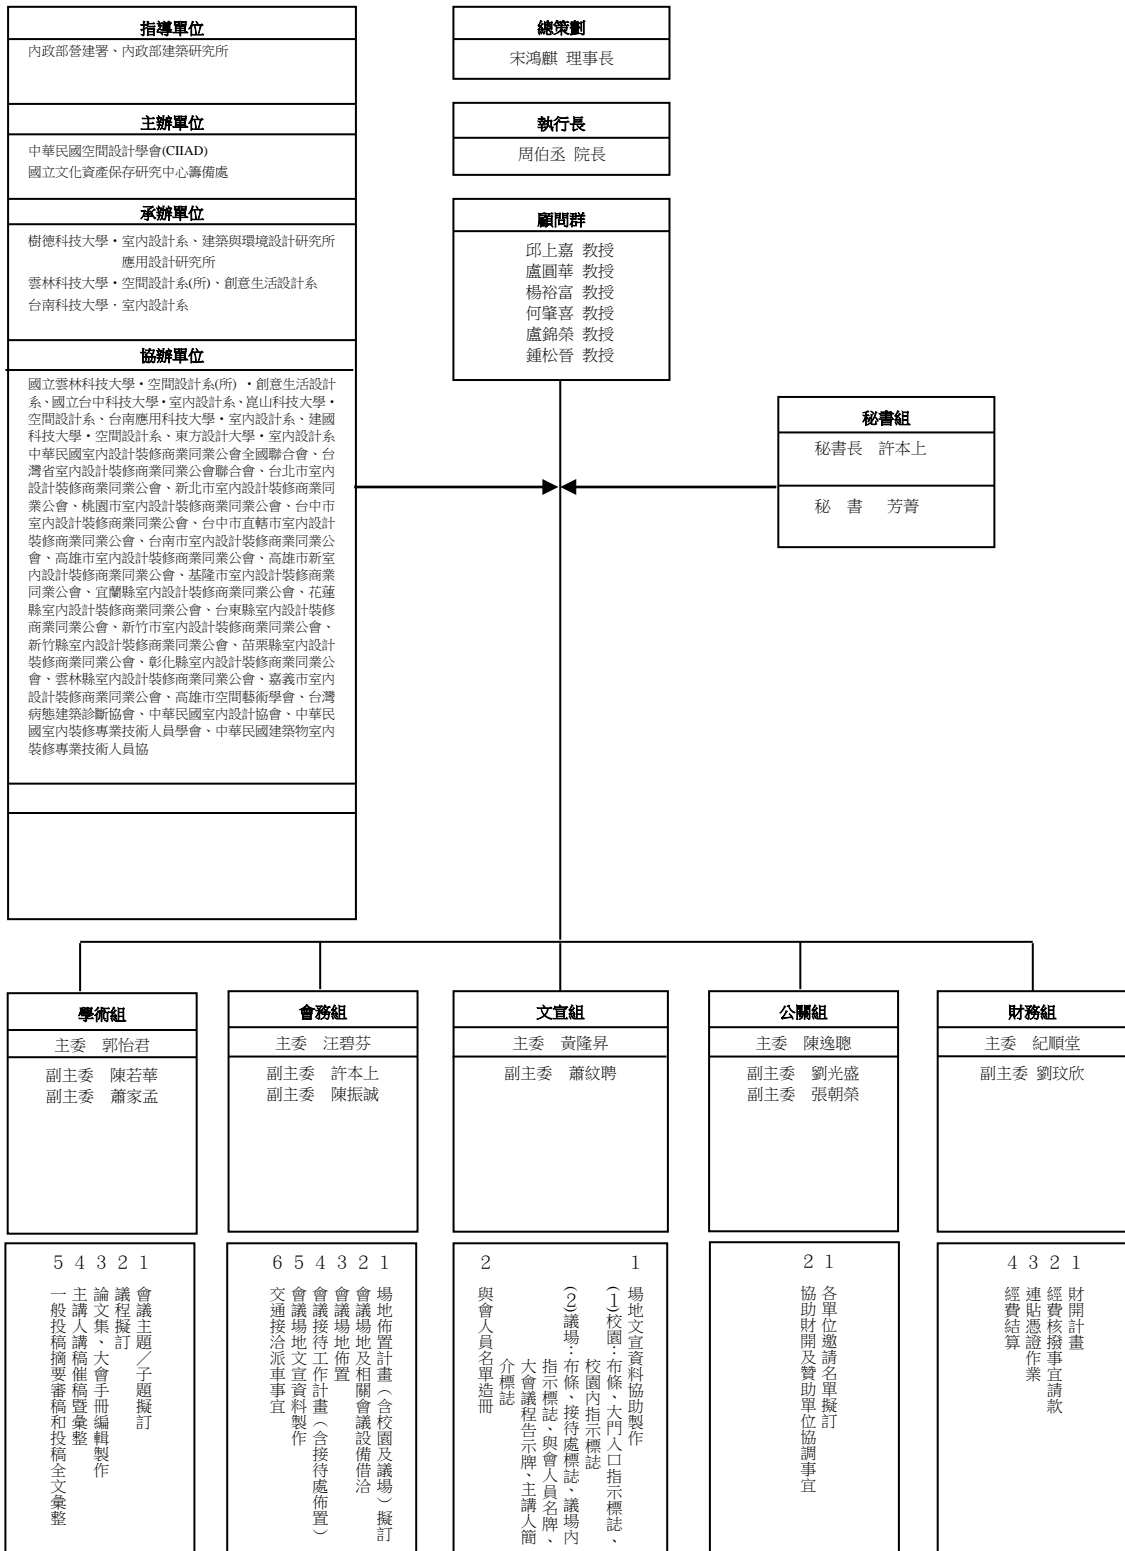 指導單位
內政部營建署、內政部建築研究所
主辦單位
中華民國空間設計學會(CIIAD)
國立文化資產保存研究中心籌備處
承辦單位
樹德科技大學・室內設計系、建築與環境設計研究所
應用設計研究所
雲林科技大學・空間設計系(所)、創意生活設計系
台南科技大學・室內設計系
協辦單位
國立雲林科技大學・空間設計系(所) ・創意生活設計
系、國立台中科技大學・室內設計系、崑山科技大學・
空間設計系、台南應用科技大學・室內設計系、建國
科技大學・空間設計系、東方設計大學・室內設計系
中華民國室內設計裝修商業同業公會全國聯合會、台
灣省室內設計裝修商業同業公會聯合會、台北市室內
設計裝修商業同業公會、新北市室內設計裝修商業同
業公會、桃園市室內設計裝修商業同業公會、台中市
室內設計裝修商業同業公會、台中市直轄市室內設計
裝修商業同業公會、台南市室內設計裝修商業同業公
會、高雄市室內設計裝修商業同業公會、高雄市新室
內設計裝修商業同業公會、基隆市室內設計裝修商業
同業公會、宜蘭縣室內設計裝修商業同業公會、花蓮
縣室內設計裝修商業同業公會、台東縣室內設計裝修
商業同業公會、新竹市室內設計裝修商業同業公會、
新竹縣室內設計裝修商業同業公會、苗栗縣室內設計
裝修商業同業公會、彰化縣室內設計裝修商業同業公
會、雲林縣室內設計裝修商業同業公會、嘉義市室內
設計裝修商業同業公會、高雄市空間藝術學會、台灣
病態建築診斷協會、中華民國室內設計協會、中華民
國室內裝修專業技術人員學會、中華民國建築物室內
裝修專業技術人員協
總策劃
宋鴻麒 理事長
執行長
周伯丞 院長
顧問群
邱上嘉 教授
盧圓華 教授
楊裕富 教授
何肇喜 教授
盧錦榮 教授
鍾松晉 教授
秘書組
秘書長 許本上
秘 書 芳菁
學術組
主委 郭怡君
副主委 陳若華
副主委 蕭家孟
會務組
主委 汪碧芬
副主委 許本上
副主委 陳振誠
文宣組
主委 黃隆昇
副主委 蕭紋聘
公關組
主委 陳逸聰
副主委 劉光盛
副主委 張朝榮
財務組
主委 紀順堂
副主委 劉玟欣
1 會議主題／子題擬訂
2 議程擬訂
3 論文集、大會手冊編輯製作
4 主講人講稿催稿暨彙整
5 一般投稿摘要審稿和投稿全文彙整
1 場地佈置計畫（含校園及議場）擬訂
2 會議場地及相關會議設備借洽
3 會議場地佈置
4 會議接待工作計畫（含接待處佈置）
5 會議場地文宣資料製作
6 交通接洽派車事宜
1 場地文宣資料協助製作
(1)校園：布條、大門入口指示標誌、
校園內指示標誌
(2)議場：布條、接待處標誌、議場內
指示標誌、與會人員名牌、
大會議程告示牌、主講人簡
介標誌
2 與會人員名單造冊
1 各單位邀請名單擬訂
2 協助財開及贊助單位協調事宜
1 財開計畫
2 經費核撥事宜請款
3 連貼憑證作業
4 經費結算